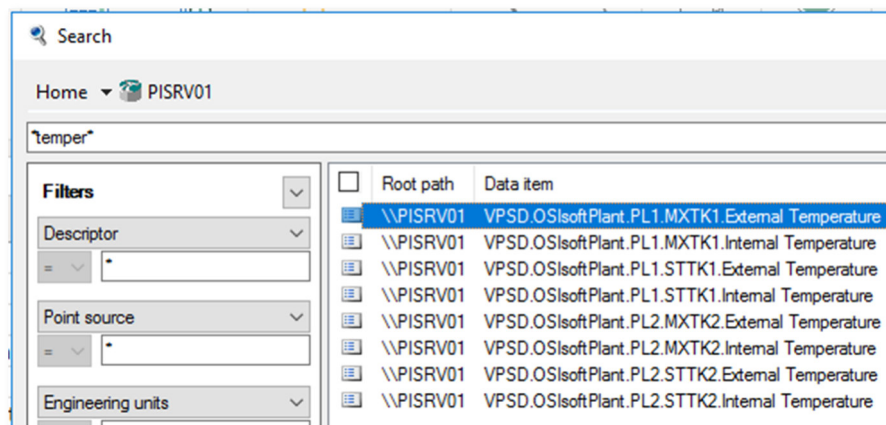 Search
Home PISRV01
*temper*
Filters
Descriptor
= *
Point source
= *
Engineering units
Root path Data item
\\PISRV01 VPSD.OSIsoftPlant.PL1.MXTK1.External Temperature
\\PISRV01 VPSD.OSIsoftPlant.PL1.MXTK1.Internal Temperature
\\PISRV01 VPSD.OSIsoftPlant.PL1.STTK1.External Temperature
\\PISRV01 VPSD.OSIsoftPlant.PL1.STTK1.Internal Temperature
\\PISRV01 VPSD.OSIsoftPlant.PL2.MXTK2.External Temperature
\\PISRV01 VPSD.OSIsoftPlant.PL2.MXTK2.Internal Temperature
\\PISRV01 VPSD.OSIsoftPlant.PL2.STTK2.External Temperature
\\PISRV01 VPSD.OSIsoftPlant.PL2.STTK2.Internal Temperature